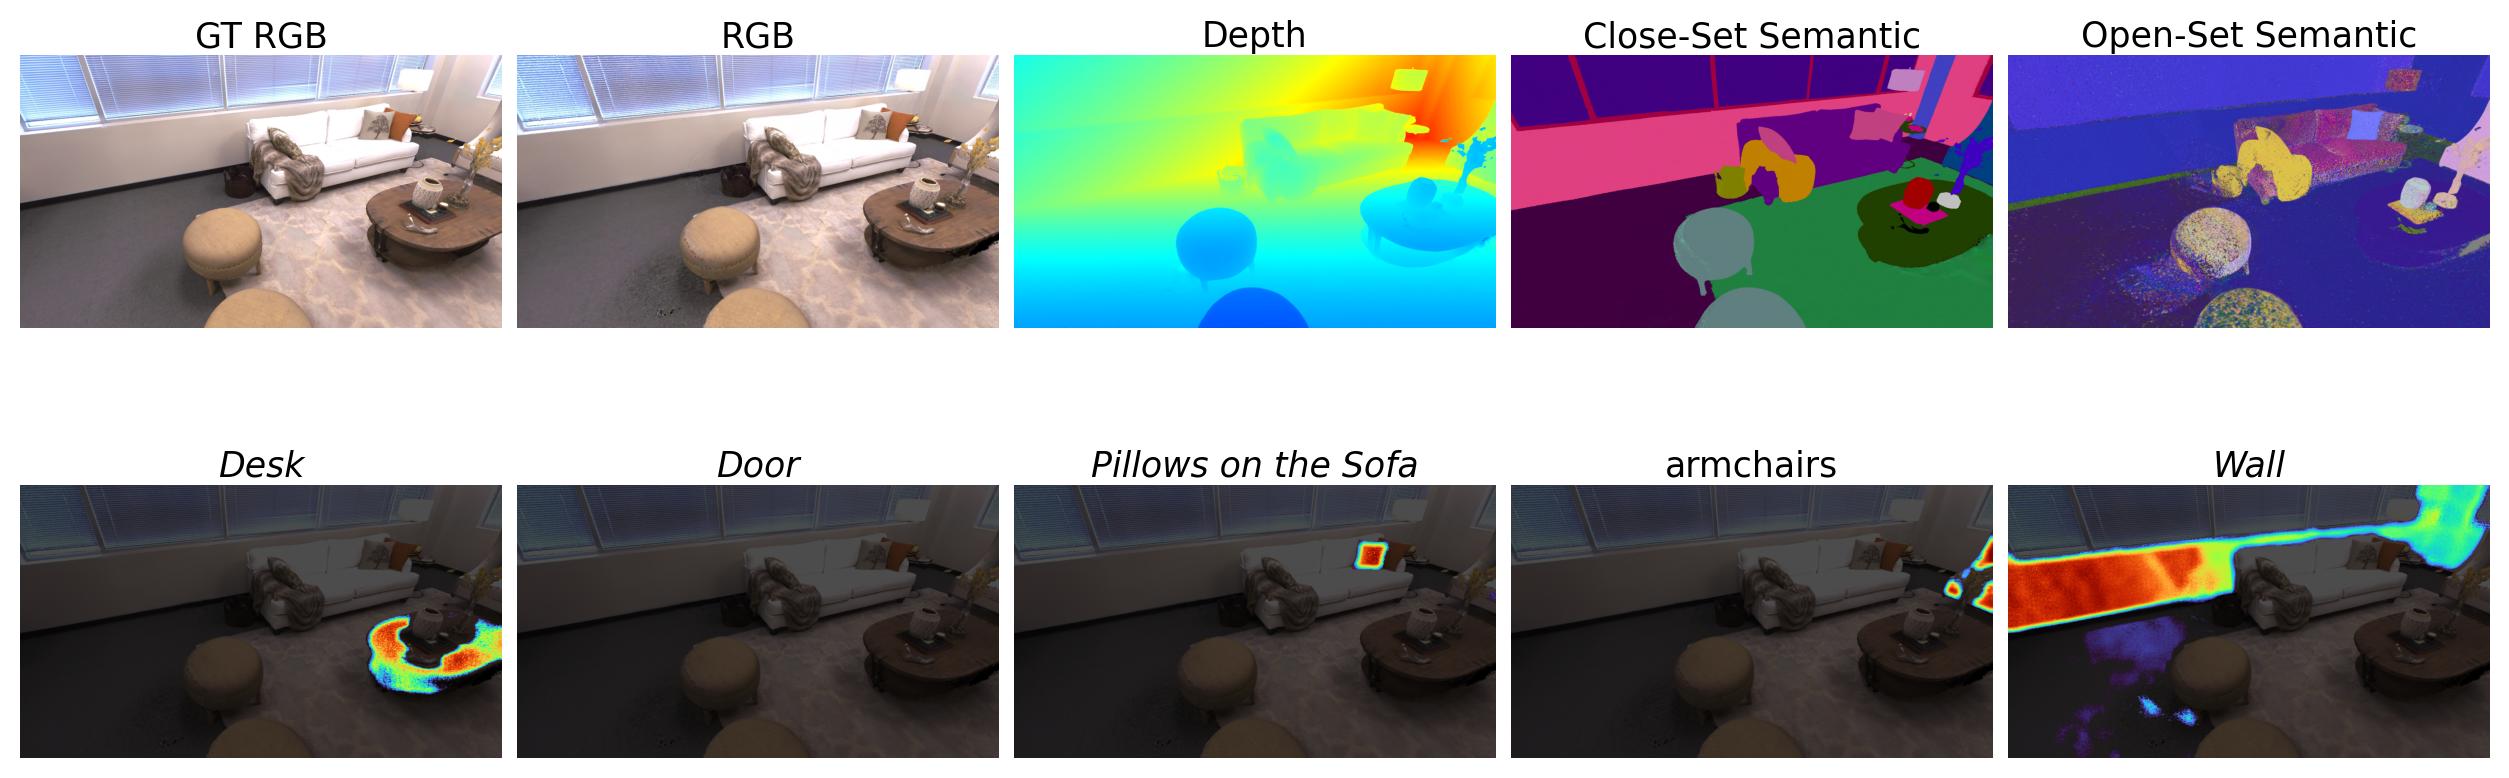 GT RGB
RGB
Depth
Close-Set Semantic
Open-Set Semantic
Desk
Door
Pillows on the Sofa
armchairs
Wall